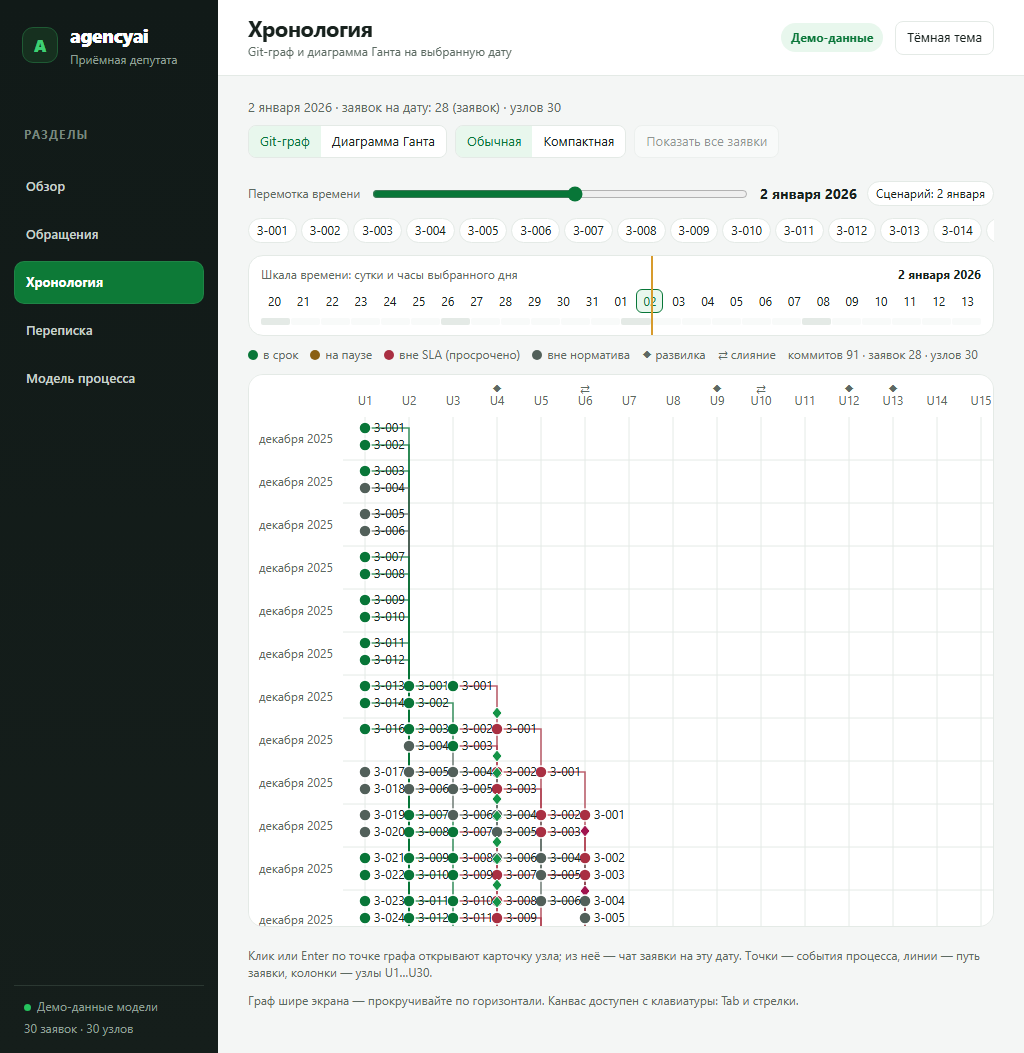 A
agencyai
Приёмная депутата
РАЗДЕЛЫ
Обзор
Обращения
Хронология
Переписка
Модель процесса
Демо-данные модели
30 заявок · 30 узлов
Хронология
Git-граф и диаграмма Ганта на выбранную дату
Демо-данные
Тёмная тема
2 января 2026 · заявок на дату: 28 (заявок) · узлов 30
Git-граф Диаграмма Ганта Обычная Компактная Показать все заявки
Перемотка времени 2 января 2026 Сценарий: 2 января
З-001 З-002 З-003 З-004 З-005 З-006 З-007 З-008 З-009 З-010 З-011 З-012 З-013 З-014
Шкала времени: сутки и часы выбранного дня 2 января 2026
20 21 22 23 24 25 26 27 28 29 30 31 01 02 03 04 05 06 07 08 09 10 11 12 13
в срок на паузе вне SLA (просрочено) вне норматива ◆ развилка ⇄ слияние коммитов 91 · заявок 28 · узлов 30
◆ ⇄ ◆ ⇄ ◆ ◆
U1 U2 U3 U4 U5 U6 U7 U8 U9 U10 U11 U12 U13 U14 U15
З-001
декабря 2025
З-002
З-003
декабря 2025
З-004
З-005
декабря 2025
З-006
З-007
декабря 2025
З-008
З-009
декабря 2025
З-010
З-011
декабря 2025
З-012
З-013 З-001 З-001
декабря 2025
З-014 З-002
З-016 З-003 З-002 З-001
декабря 2025
З-004 З-003
З-017 З-005 З-004 З-002 З-001
декабря 2025
З-018 З-006 З-005 З-003
З-019 З-007 З-006 З-004 З-002 З-001
декабря 2025
З-020 З-008 З-007 З-005 З-003
З-021 З-009 З-008 З-006 З-004 З-002
декабря 2025
З-022 З-010 З-009 З-007 З-005 З-003
З-023 З-011 З-010 З-008 З-006 З-004
декабря 2025
З-024 З-012 З-011 З-009 З-005
Клик или Enter по точке графа открывают карточку узла; из неё — чат заявки на эту дату. Точки — события процесса, линии — путь
заявки, колонки — узлы U1…U30.
Граф шире экрана — прокручивайте по горизонтали. Канвас доступен с клавиатуры: Tab и стрелки.